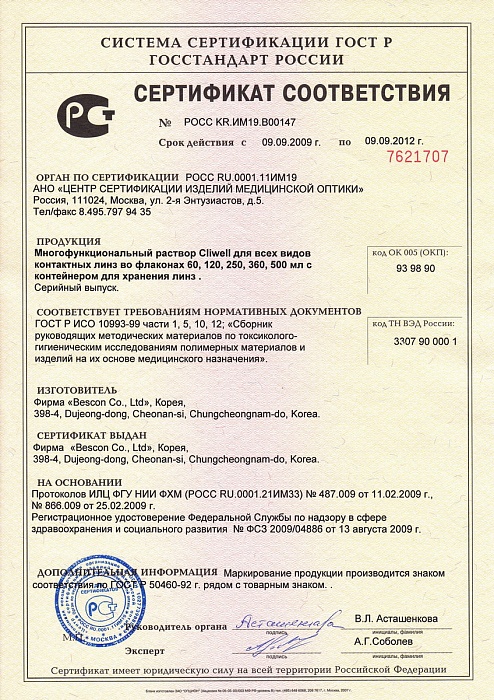 СИСТЕМА СЕРТИФИКАЦИИ ГОСТ Р
ГОССТАНДАРТ РОССИИ
СЕРТИФИКАТ СООТВЕТСТВИЯ
№ РОСС KR.ИМ19.В00147
Срок действия с 09.09.2009 г. по 09.09.2012 г.
7621707
ОРГАН ПО СЕРТИФИКАЦИИ РОСС RU.0001.11ИМ19
АНО «ЦЕНТР СЕРТИФИКАЦИИ ИЗДЕЛИЙ МЕДИЦИНСКОЙ ОПТИКИ»
Россия, 111024, Москва, ул. 2-я Энтузиастов, д.5.
Тел/факс 8.495.797 94 35
ПРОДУКЦИЯ
Многофункциональный раствор Cliwell для всех видов
контактных линз во флаконах 60, 120, 250, 360, 500 мл с
контейнером для хранения линз .
Серийный выпуск.
код ОК 005 (ОКП):
93 98 90
СООТВЕТСТВУЕТ ТРЕБОВАНИЯМ НОРМАТИВНЫХ ДОКУМЕНТОВ
ГОСТ Р ИСО 10993-99 части 1, 5, 10, 12; «Сборник
руководящих методических материалов по токсиколого-
гигиеническим исследованиям полимерных материалов и
изделий на их основе медицинского назначения».
код ТН ВЭД России:
3307 90 000 1
ИЗГОТОВИТЕЛЬ
Фирма «Bescon Co., Ltd», Корея,
398-4, Dujeong-dong, Cheonan-si, Chungcheongnam-do, Korea.
СЕРТИФИКАТ ВЫДАН
Фирма «Bescon Co., Ltd», Корея,
398-4, Dujeong-dong, Cheonan-si, Chungcheongnam-do, Korea.
НА ОСНОВАНИИ
Протоколов ИЛЦ ФГУ НИИ ФХМ (РОСС RU.0001.21ИМ33) № 487.009 от 11.02.2009 г.,
№ 866.009 от 25.02.2009 г.
Регистрационное удостоверение Федеральной Службы по надзору в сфере
здравоохранения и социального развития № ФСЗ 2009/04886 от 13 августа 2009 г.
ДОПОЛНИТЕЛЬНАЯ ИНФОРМАЦИЯ Маркирование продукции производится знаком
соответствия по ГОСТ Р 50460-92 г. рядом с товарным знаком. .
М.П.
Руководитель органа
подпись
В.Л. Асташенкова
инициалы, фамилия
Эксперт
подпись
А.Г.Соболев
инициалы, фамилия
Сертификат имеет юридическую силу на всей территории Российской Федерации